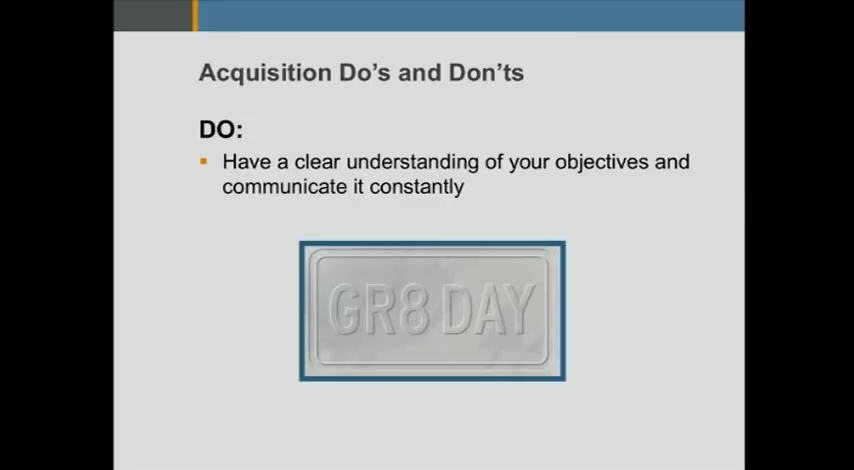 Acquisition Do's and Don'ts
DO:
Have a clear understanding of your objectives and
communicate it constantly
GR8 DAY